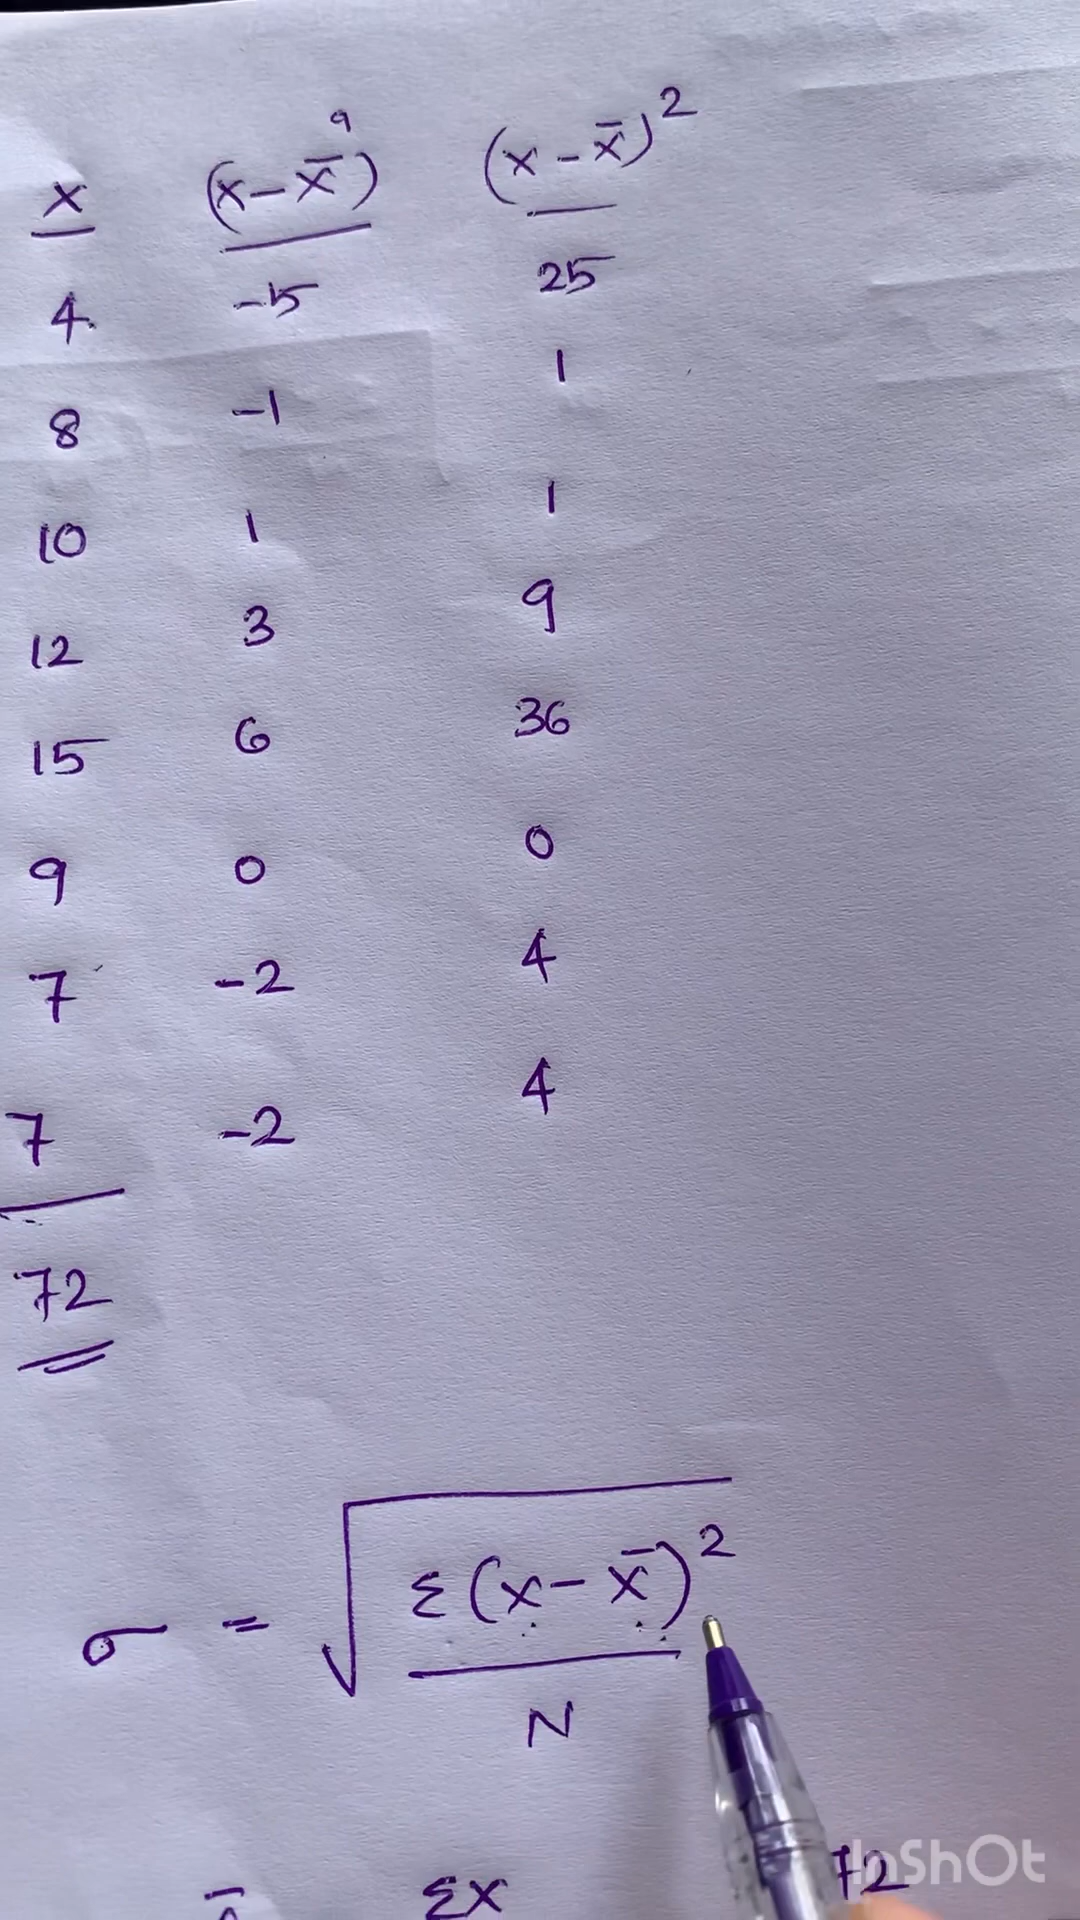 x (x – x̄) 9 (x – x̄)²
4 -5 25
8 -1 1
10 1 1
12 3 9
15 6 36
9 0 0
7 -2 4
7 -2 4
72
σ = √ Σ(x – x̄)²
N
Σx 72
InShOt